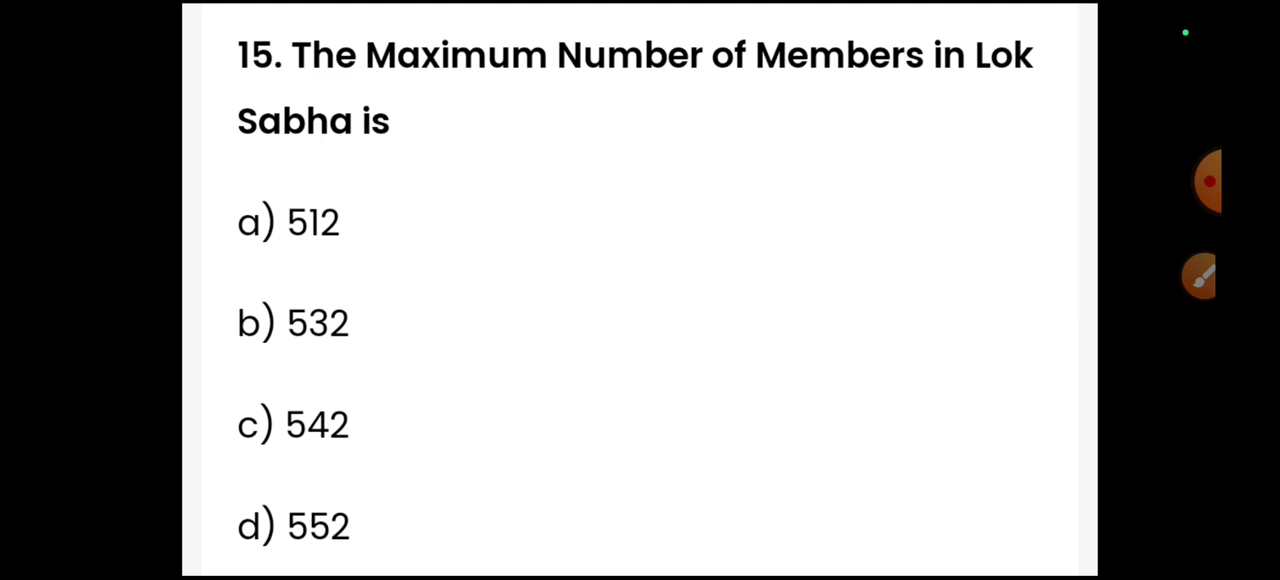 15. The Maximum Number of Members in Lok
Sabha is
a) 512
b) 532
c) 542
d) 552